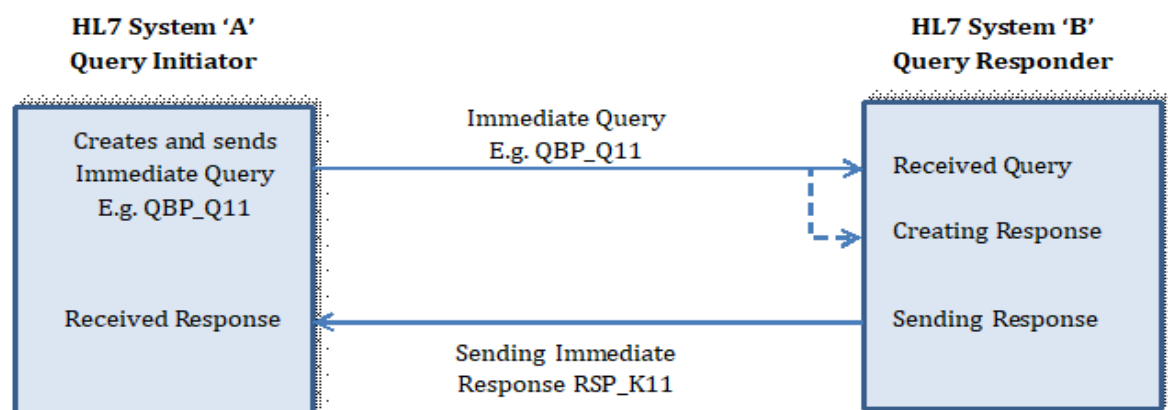 HL7 System ‘A’
Query Initiator
HL7 System ‘B’
Query Responder
Creates and sends
Immediate Query
E.g. QBP_Q11
Immediate Query
E.g. QBP_Q11
Received Query
Creating Response
Received Response
Sending Response
Sending Immediate
Response RSP_K11